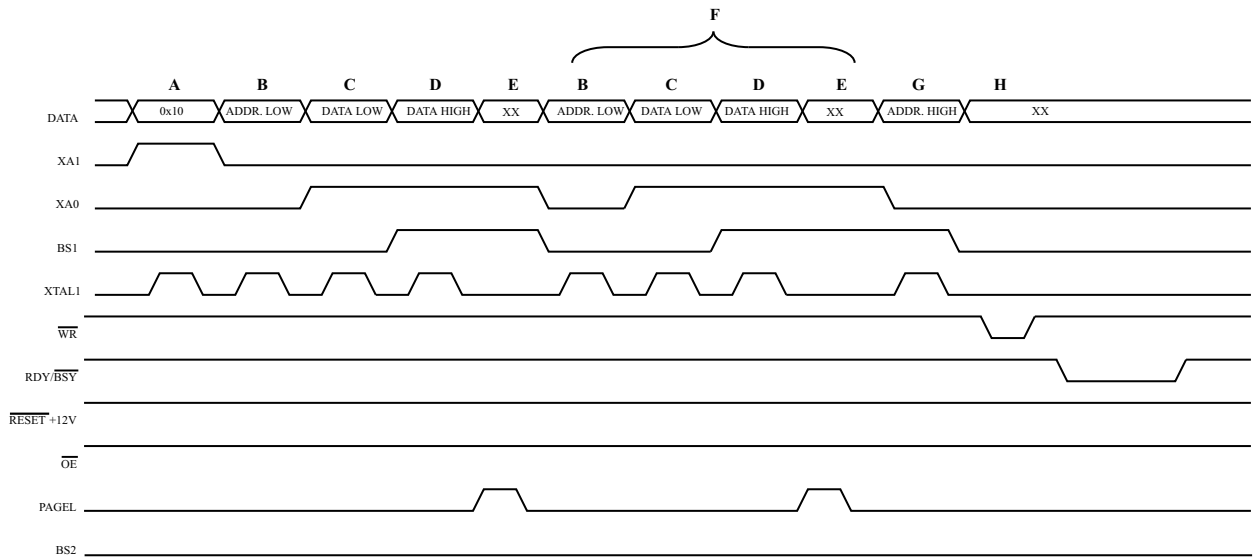 F
A B C D E B C D E G H
DATA 0x10 ADDR. LOW DATA LOW DATA HIGH XX ADDR. LOW DATA LOW DATA HIGH XX ADDR. HIGH XX
XA1
XA0
BS1
XTAL1
WR
RDY/BSY
RESET +12V
OE
PAGEL
BS2